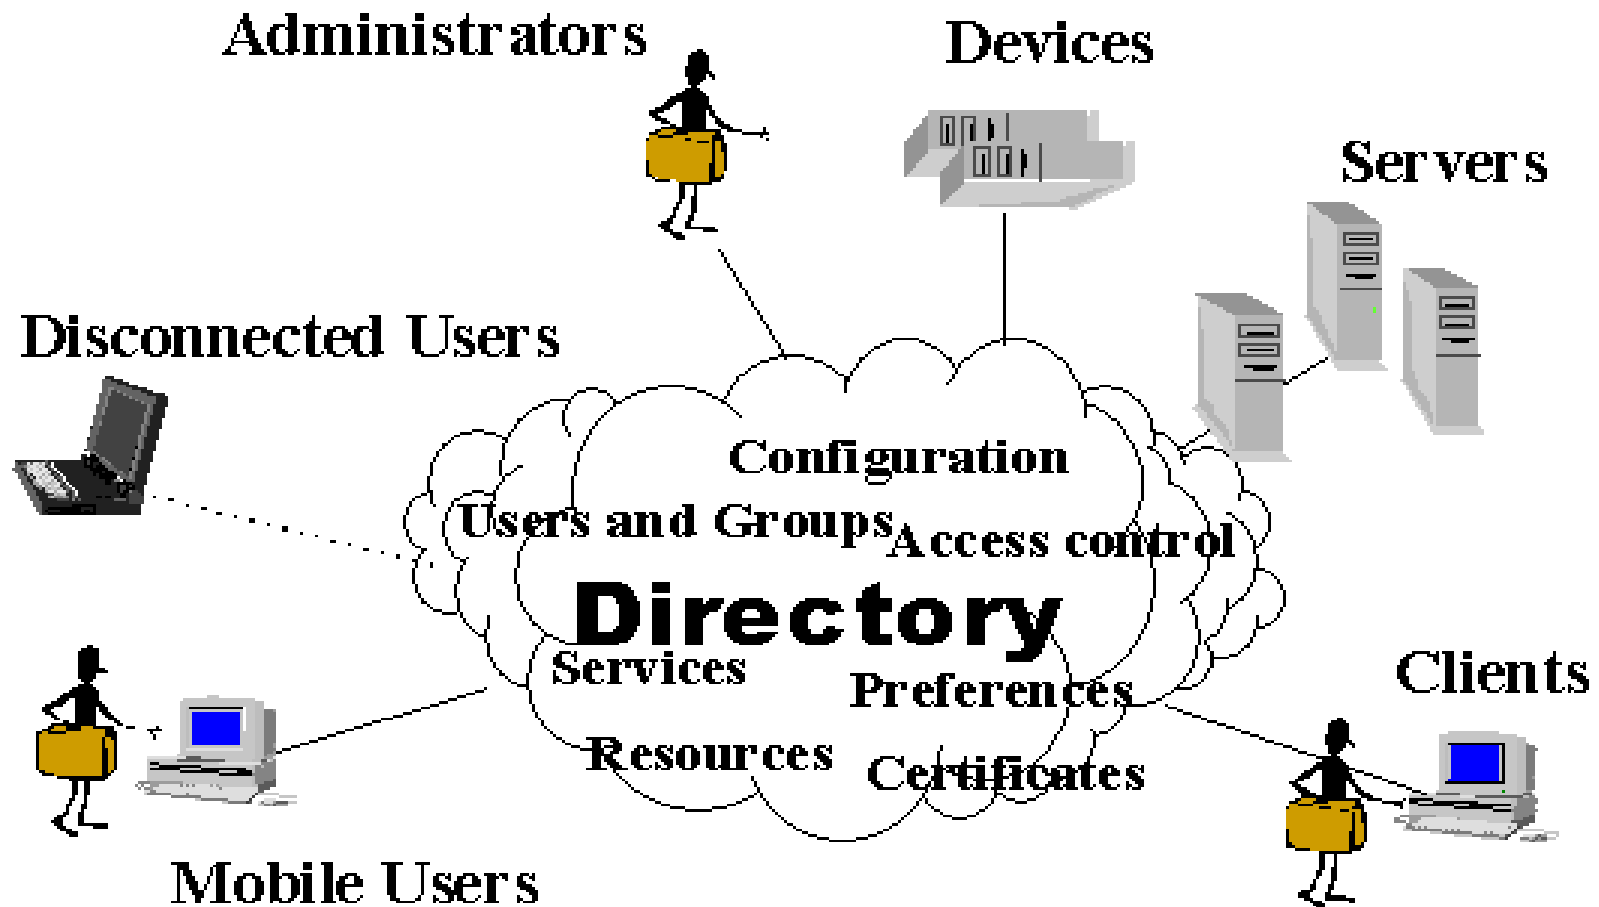 Administrators
Devices
Servers
Disconnected Users
Configuration
Users and Groups
Access control
Directory
Services
Preferences
Clients
Resources
Certificates
Mobile Users